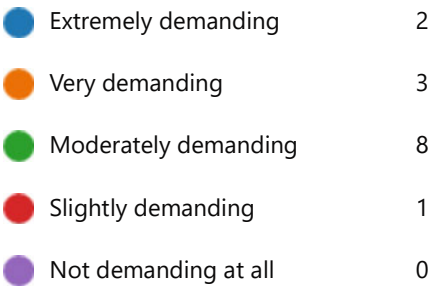 Extremely demanding 2
Very demanding 3
Moderately demanding 8
Slightly demanding 1
Not demanding at all 0